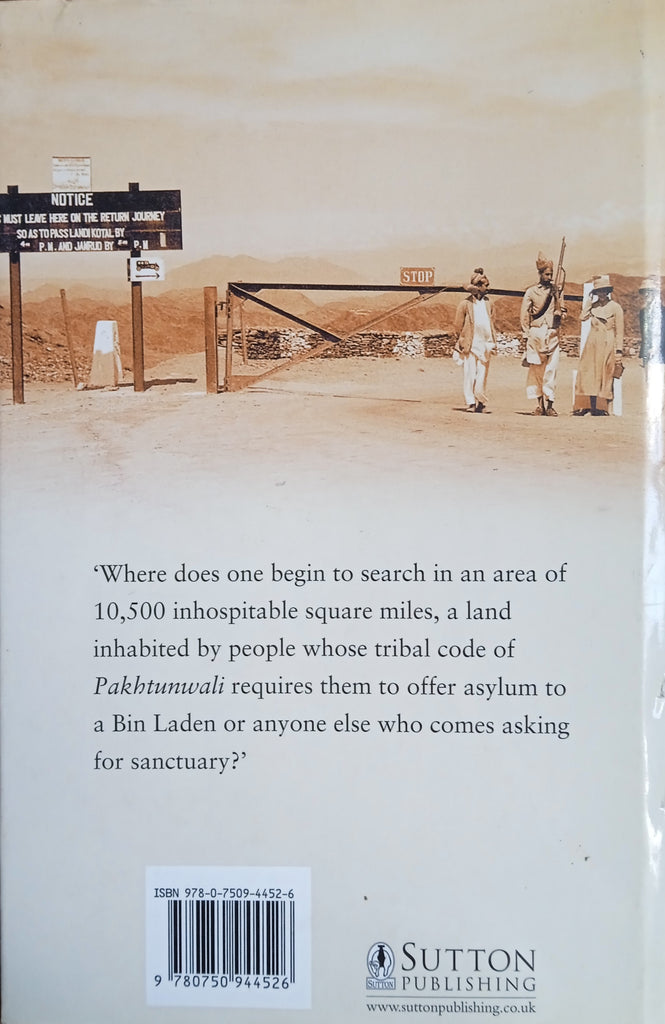 NOTICE
MUST LEAVE HERE ON THE RETURN JOURNEY
SO AS TO PASS LANDI KOTAL BY
P.M. AND JAMRUD BY P.M
STOP
‘Where does one begin to search in an area of
10,500 inhospitable square miles, a land
inhabited by people whose tribal code of
Pakhtunwali requires them to offer asylum to
a Bin Laden or anyone else who comes asking
for sanctuary?’
ISBN 978-0-7509-4452-6
9 780750 944526
SUTTON
SUTTON
PUBLISHING
www.suttonpublishing.co.uk